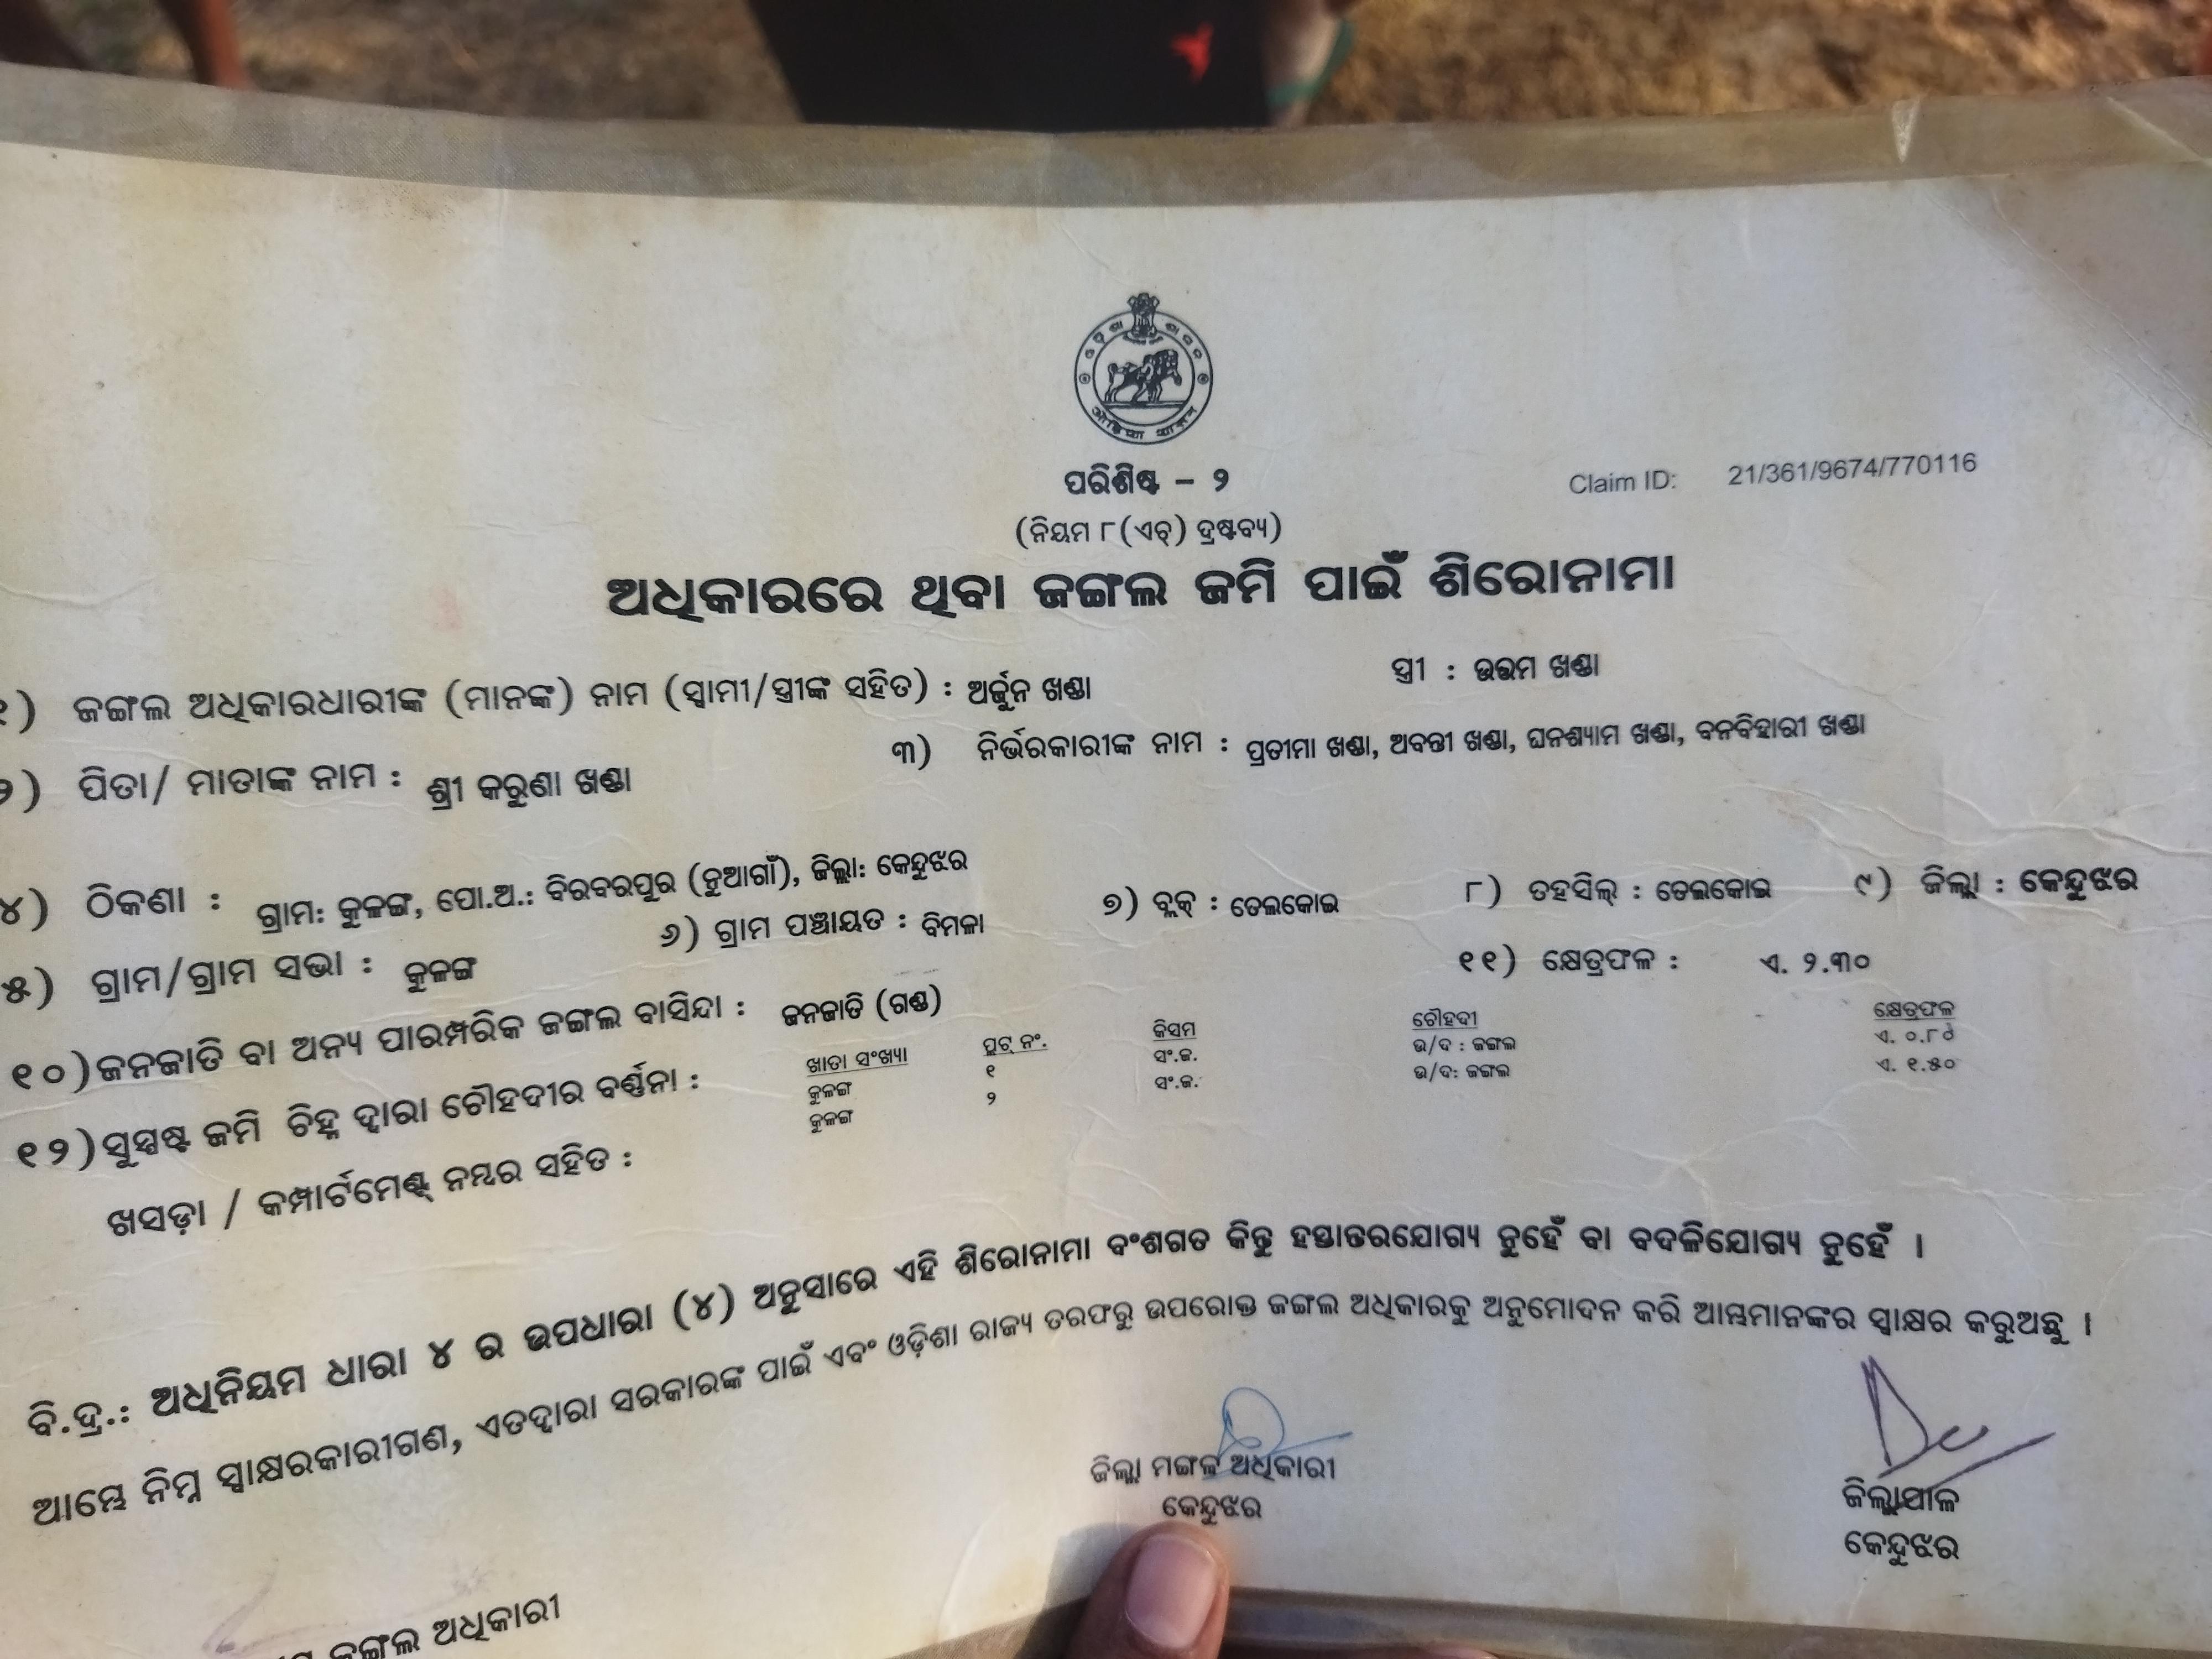 ପରିଶିଷ୍ଟ – ୨
Claim ID: 21/361/9674/770116
(ନିୟମ ୮(ଏଚ୍) ଦ୍ରଷ୍ଟବ୍ୟ)
ଅଧିକାରରେ ଥିବା ଜଙ୍ଗଲ ଜମି ପାଇଁ ଶିରୋନାମା
୧) ଜଙ୍ଗଲ ଅଧିକାରଧାରୀଙ୍କ (ମାନଙ୍କ) ନାମ (ସ୍ୱାମୀ/ସ୍ତ୍ରୀଙ୍କ ସହିତ) : ଅର୍ଜୁନ ଖଣ୍ଡା ସ୍ତ୍ରୀ : ଉତ୍ତମ ଖଣ୍ଡା
୨) ପିତା/ ମାତାଙ୍କ ନାମ : ଶ୍ରୀ କରୁଣା ଖଣ୍ଡା ୩) ନିର୍ଭରକାରୀଙ୍କ ନାମ : ପ୍ରତୀମା ଖଣ୍ଡା, ଅବନ୍ତୀ ଖଣ୍ଡା, ଘନଶ୍ୟାମ ଖଣ୍ଡା, ବନବିହାରୀ ଖଣ୍ଡା
୪) ଠିକଣା : ଗ୍ରାମ: କୁଳଙ୍ଗ, ପୋ.ଅ.: ବିରବରପୁର (ନୁଆଗାଁ), ଜିଲ୍ଲା: କେନ୍ଦୁଝର
୫) ଗ୍ରାମ/ଗ୍ରାମ ସଭା : କୁଳଙ୍ଗ ୬) ଗ୍ରାମ ପଞ୍ଚାୟତ : ବିମଳା ୭) ବ୍ଲକ୍ : ତେଲକୋଇ ୮) ତହସିଲ୍ : ତେଲକୋଇ ୯) ଜିଲ୍ଲା : କେନ୍ଦୁଝର
୧୦) ଜନଜାତି ବା ଅନ୍ୟ ପାରମ୍ପରିକ ଜଙ୍ଗଲ ବାସିନ୍ଦା : ଜନଜାତି (ଗଣ୍ଡ) ୧୧) କ୍ଷେତ୍ରଫଳ : ଏ. ୨.୩୦
୧୨) ସୁସ୍ପଷ୍ଟ ଜମି ଚିହ୍ନ ଦ୍ୱାରା ଚୌହଦୀର ବର୍ଣ୍ଣନା :
ଖସଡ଼ା / କମ୍ପାର୍ଟମେଣ୍ଟ୍ ନମ୍ବର ସହିତ :
ଖାତା ସଂଖ୍ୟା ପ୍ଲଟ୍ ନଂ. କିସମ ଚୌହଦୀ କ୍ଷେତ୍ରଫଳ
କୁଳଙ୍ଗ ୧ ସଂ.ଜ. ଉ/ଦ : ଜଙ୍ଗଲ ଏ. ୦.୮୦
କୁଳଙ୍ଗ ୨ ସଂ.ଜ. ଉ/ଦ: ଜଙ୍ଗଲ ଏ. ୧.୫୦
ବି.ଦ୍ର.: ଅଧିନିୟମ ଧାରା ୪ ର ଉପଧାରା (୪) ଅନୁସାରେ ଏହି ଶିରୋନାମା ବଂଶଗତ କିନ୍ତୁ ହସ୍ତାନ୍ତରଯୋଗ୍ୟ ନୁହେଁ ବା ବଦଳିଯୋଗ୍ୟ ନୁହେଁ ।
ଆମ୍ଭେ ନିମ୍ନ ସ୍ୱାକ୍ଷରକାରୀଗଣ, ଏତଦ୍ୱାରା ସରକାରଙ୍କ ପାଇଁ ଏବଂ ଓଡ଼ିଶା ରାଜ୍ୟ ତରଫରୁ ଉପରୋକ୍ତ ଜଙ୍ଗଲ ଅଧିକାରକୁ ଅନୁମୋଦନ କରି ଆମ୍ଭମାନଙ୍କର ସ୍ୱାକ୍ଷର କରୁଅଛୁ ।
ଜଙ୍ଗଲ ଅଧିକାରୀ
ଜିଲ୍ଲା ମଙ୍ଗଳ ଅଧିକାରୀ
କେନ୍ଦୁଝର
ଜିଲ୍ଲାପାଳ
କେନ୍ଦୁଝର